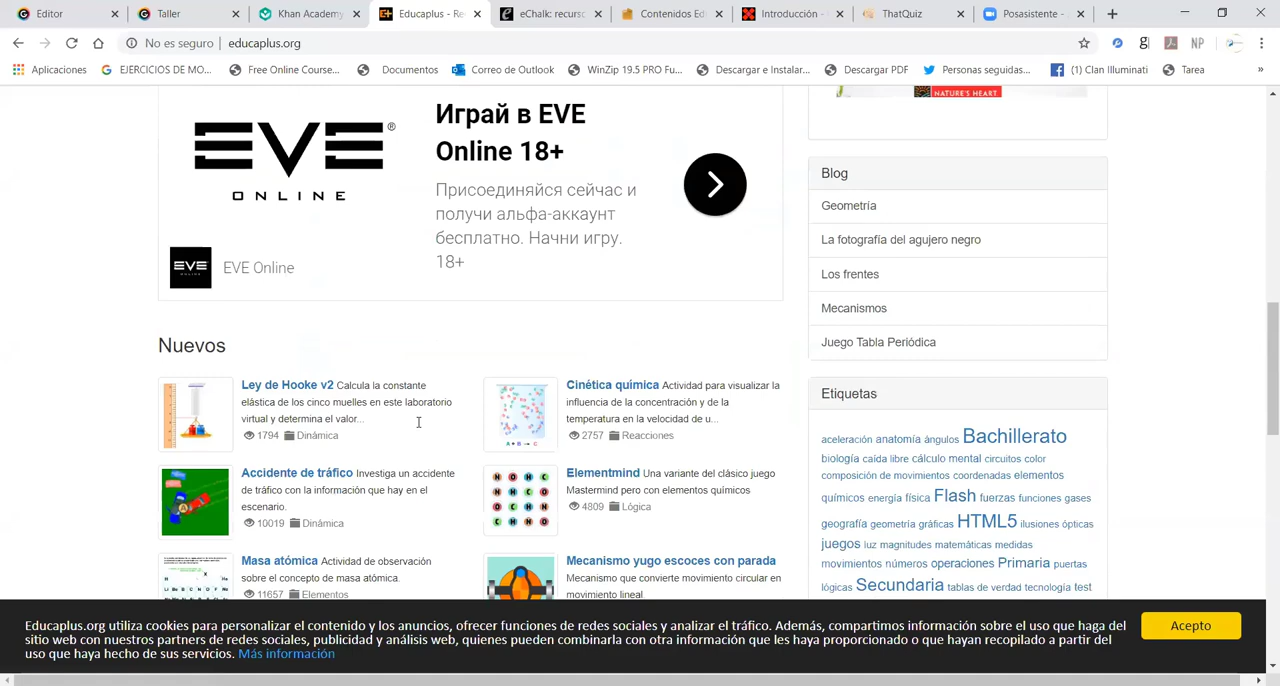 Editor
Taller
Khan Academy
Educaplus - Re
eChalk: recurso
Contenidos Ed
Introducción -
ThatQuiz
Posasistente -
No es seguro | educaplus.org
Aplicaciones
EJERCICIOS DE MO...
Free Online Course...
Documentos
Correo de Outlook
WinZip 19.5 PRO Fu...
Descargar e Instalar...
Descargar PDF
Personas seguidas...
(1) Clan Illuminati
Tarea
»
EVE®
ONLINE
Играй в EVE
Online 18+
Присоединяйся сейчас и
получи альфа-аккаунт
бесплатно. Начни игру.
18+
EVE Online
NATURE'S HEART
Blog
Geometría
La fotografía del agujero negro
Los frentes
Mecanismos
Juego Tabla Periódica
Nuevos
Ley de Hooke v2 Calcula la constante
elástica de los cinco muelles en este laboratorio
virtual y determina el valor...
1794 Dinámica
Cinética química Actividad para visualizar la
influencia de la concentración y de la
temperatura en la velocidad de u...
2757 Reacciones
Accidente de tráfico Investiga un accidente
de tráfico con la información que hay en el
escenario.
10019 Dinámica
Elementmind Una variante del clásico juego
Mastermind pero con elementos químicos
4809 Lógica
Masa atómica Actividad de observación
sobre el concepto de masa atómica.
11657 Elementos
Mecanismo yugo escoces con parada
Mecanismo que convierte movimiento circular en
movimiento lineal.
Etiquetas
aceleración anatomía ángulos Bachillerato
biología caída libre cálculo mental circuitos color
composición de movimientos coordenadas elementos
químicos energía física Flash fuerzas funciones gases
geografía geometría gráficas HTML5 ilusiones ópticas
juegos luz magnitudes matemáticas medidas
movimientos números operaciones Primaria puertas
lógicas Secundaria tablas de verdad tecnología test
Educaplus.org utiliza cookies para personalizar el contenido y los anuncios, ofrecer funciones de redes sociales y analizar el tráfico. Además, compartimos información sobre el uso que haga del
sitio web con nuestros partners de redes sociales, publicidad y análisis web, quienes pueden combinarla con otra información que les haya proporcionado o que hayan recopilado a partir del
uso que haya hecho de sus servicios. Más información
Acepto